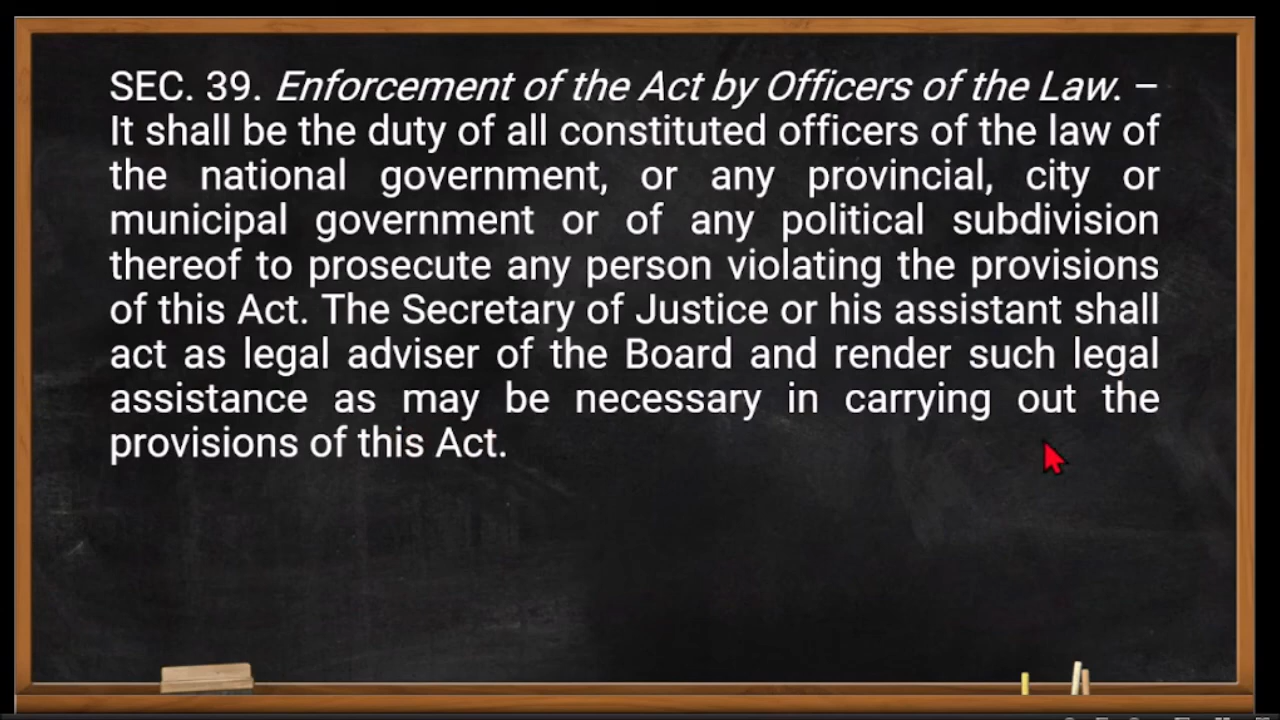 SEC. 39. Enforcement of the Act by Officers of the Law. –
It shall be the duty of all constituted officers of the law of
the national government, or any provincial, city or
municipal government or of any political subdivision
thereof to prosecute any person violating the provisions
of this Act. The Secretary of Justice or his assistant shall
act as legal adviser of the Board and render such legal
assistance as may be necessary in carrying out the
provisions of this Act.